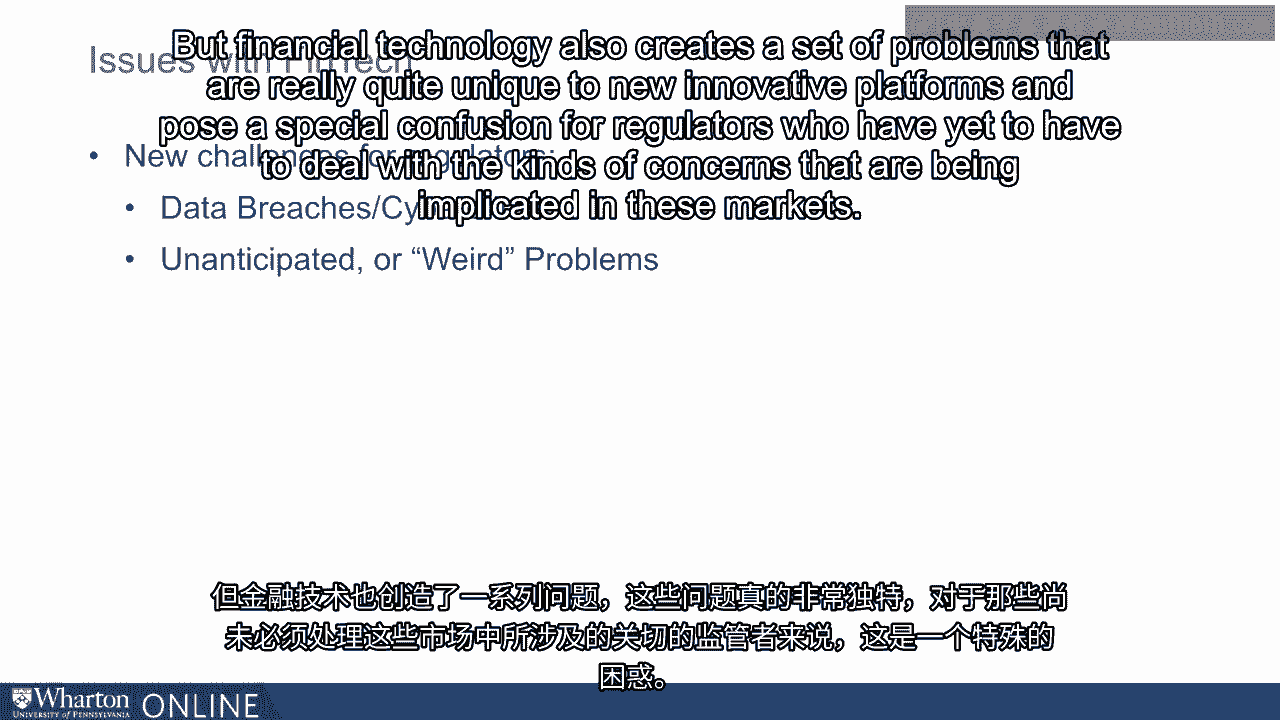 But financial technology also creates a set of problems that
are really quite unique to new innovative platforms and
pose a special confusion for regulators who have yet to have
to deal with the kinds of concerns that are being
implicated in these markets.
Issues with FinTech
• New challenges for regulators:
• Data Breaches/Cy
• Unanticipated, or “Weird” Problems
但金融技术也创造了一系列问题，这些问题真的非常独特，对于那些尚
未必须处理这些市场中所涉及的关切的监管者来说，这是一个特殊的
困惑。
Wharton ONLINE
UNIVERSITY of PENNSYLVANIA